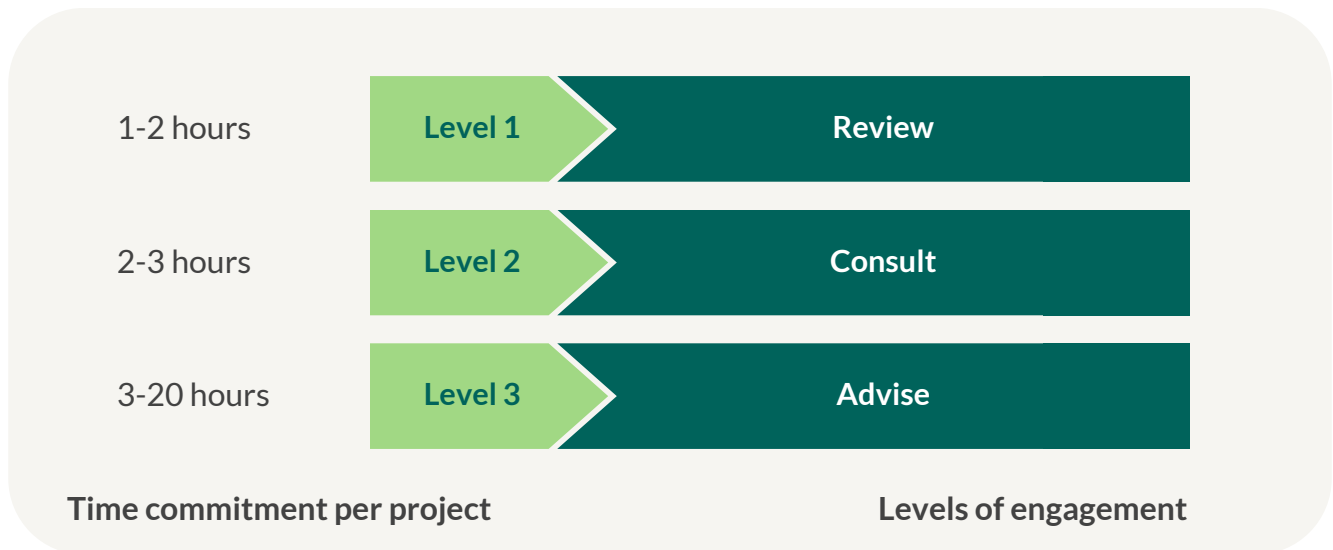 1-2 hours Level 1 Review
2-3 hours Level 2 Consult
3-20 hours Level 3 Advise
Time commitment per project Levels of engagement